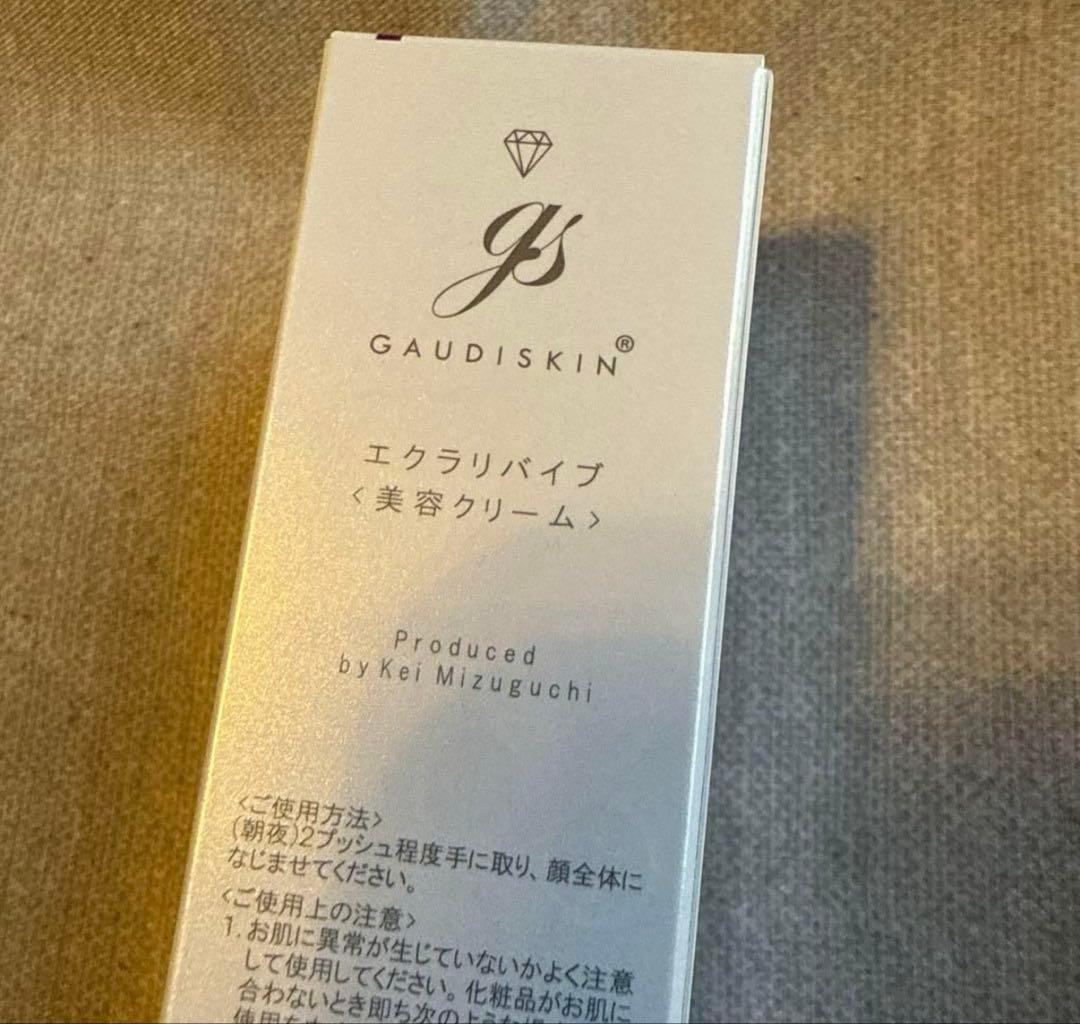 gs
GAUDISKIN®
エクラリバイブ
<美容クリーム>
Produced
by Kei Mizuguchi
<ご使用方法>
(朝夜)2プッシュ程度手に取り、顔全体に
なじませてください。
<ご使用上の注意>
1. お肌に異常が生じていないかよく注意
して使用してください。化粧品がお肌に
合わないとき即ち次のような
使用を